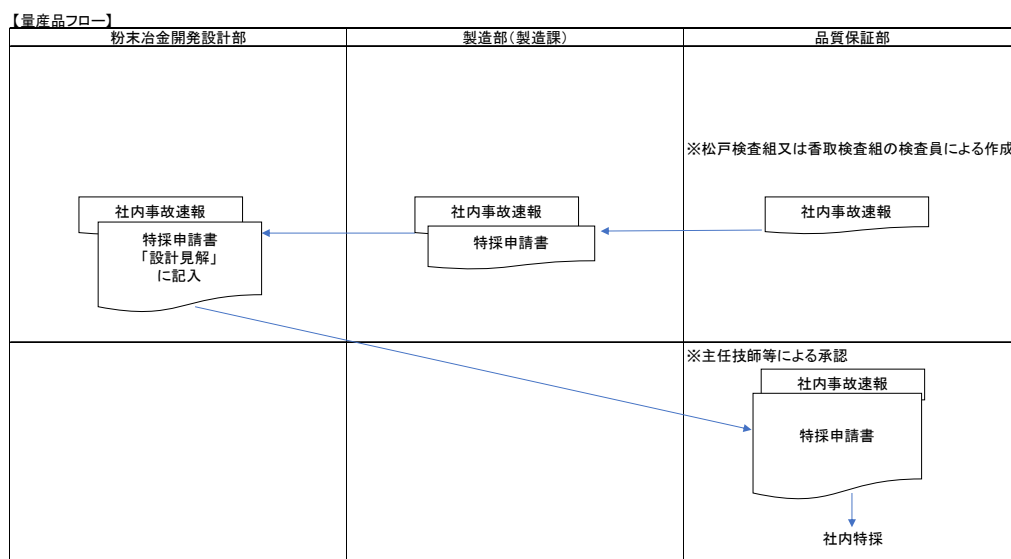 【量産品フロー】
粉末冶金開発設計部
製造部(製造課)
品質保証部
※松戸検査組又は香取検査組の検査員による作成
社内事故速報
特採申請書
「設計見解」
に記入
社内事故速報
特採申請書
社内事故速報
※主任技師等による承認
社内事故速報
特採申請書
社内特採